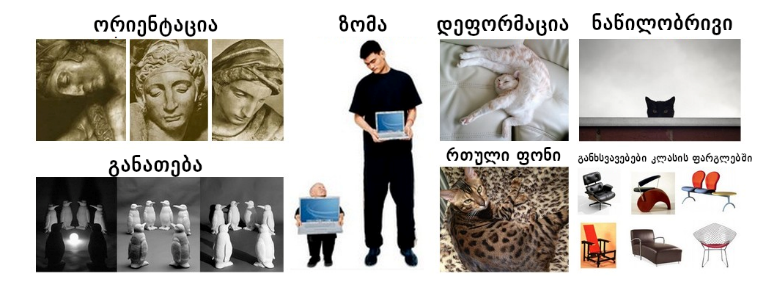 ორიენტაცია
ზომა
დეფორმაცია
ნაწილობრივი
განათება
რთული ფონი
განსხვავებები კლასის ფარგლებში